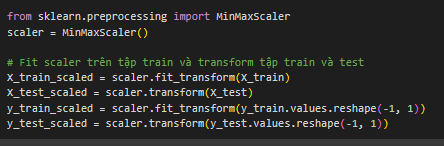 from sklearn.preprocessing import MinMaxScaler
scaler = MinMaxScaler()
# Fit scaler trên tập train và transform tập train và test
X_train_scaled = scaler.fit_transform(X_train)
X_test_scaled = scaler.transform(X_test)
y_train_scaled = scaler.fit_transform(y_train.values.reshape(-1, 1))
y_test_scaled = scaler.transform(y_test.values.reshape(-1, 1))